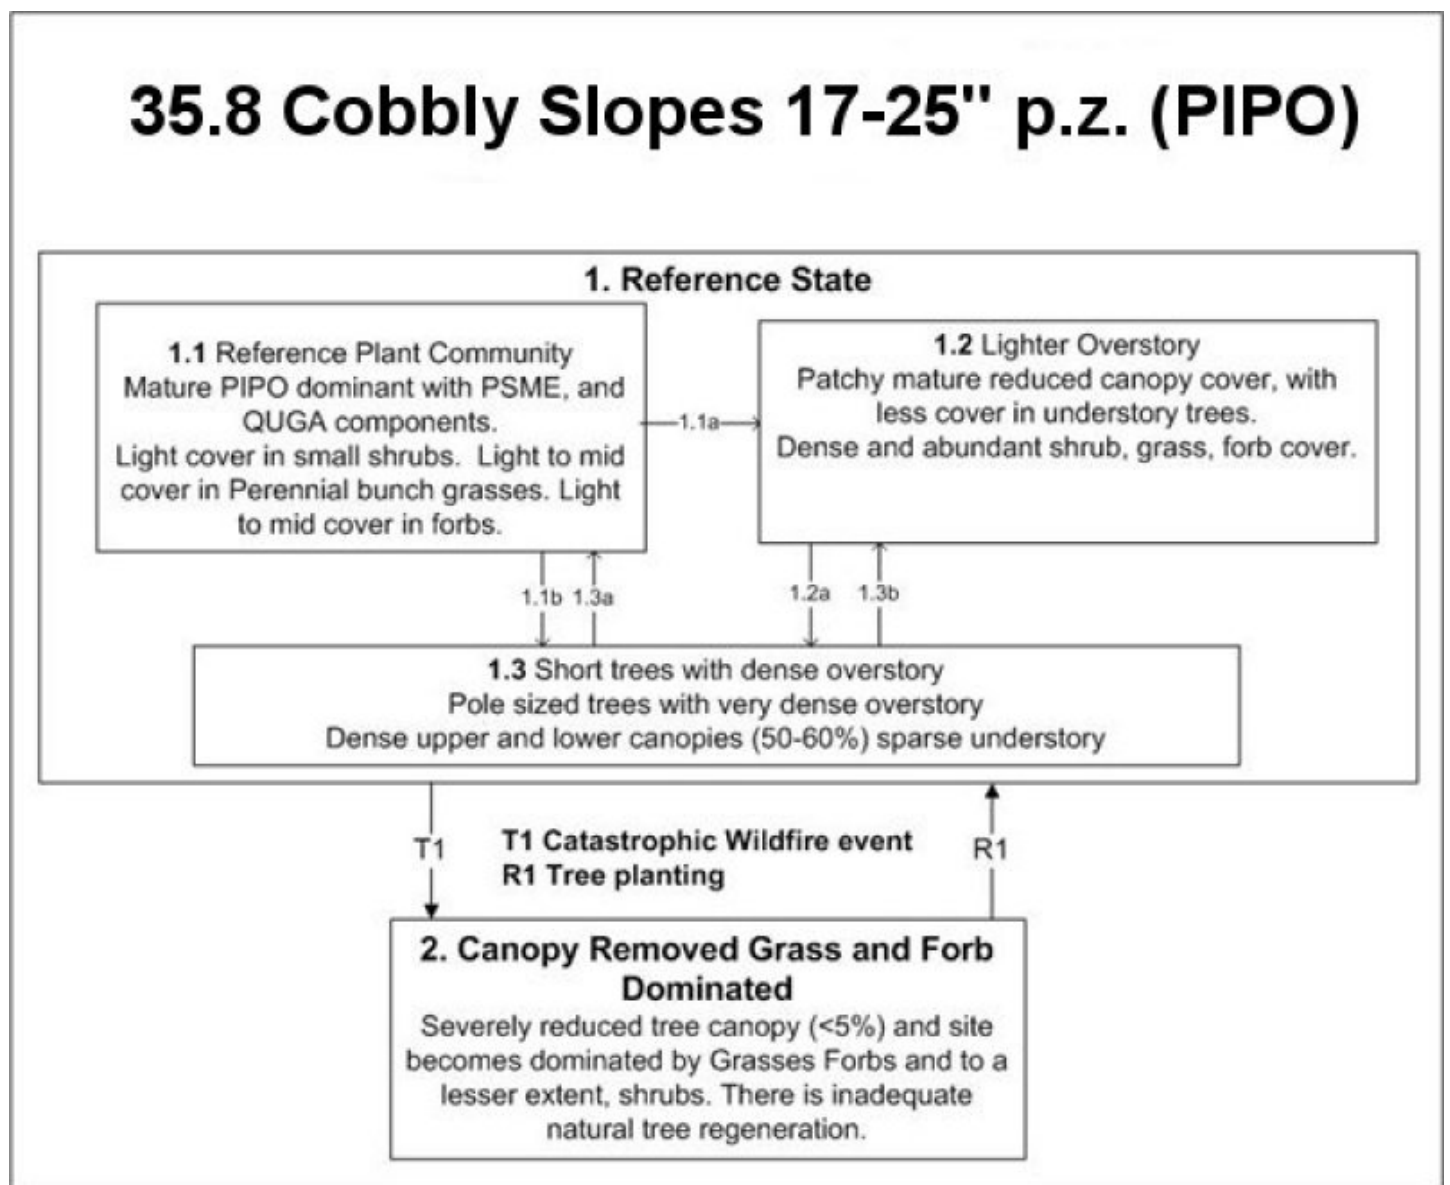 35.8 Cobbly Slopes 17-25" p.z. (PIPO)
1. Reference State
1.1 Reference Plant Community
Mature PIPO dominant with PSME, and
QUGA components.
Light cover in small shrubs. Light to mid
cover in Perennial bunch grasses. Light
to mid cover in forbs.
1.1a
1.2 Lighter Overstory
Patchy mature reduced canopy cover, with
less cover in understory trees.
Dense and abundant shrub, grass, forb cover.
1.1b
1.3a
1.2a
1.3b
1.3 Short trees with dense overstory
Pole sized trees with very dense overstory
Dense upper and lower canopies (50-60%) sparse understory
T1
T1 Catastrophic Wildfire event
R1 Tree planting
R1
2. Canopy Removed Grass and Forb
Dominated
Severely reduced tree canopy (<5%) and site
becomes dominated by Grasses Forbs and to a
lesser extent, shrubs. There is inadequate
natural tree regeneration.